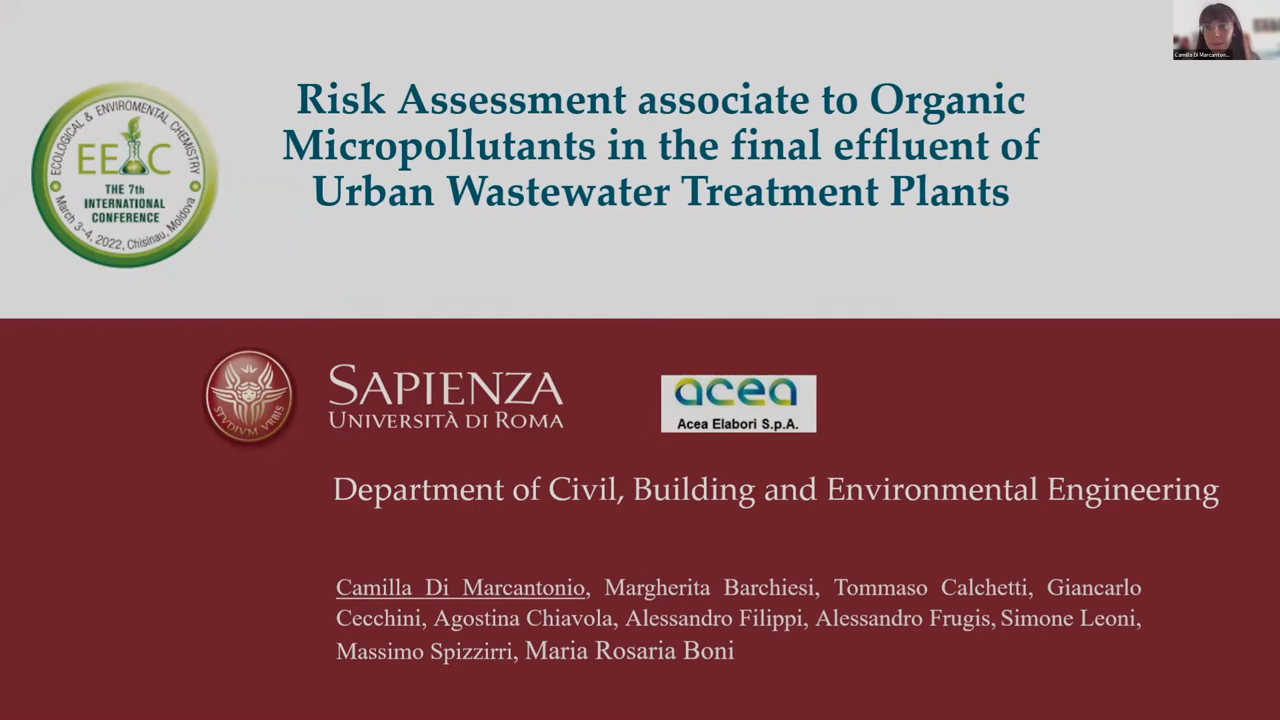 Camilla Di Marcanton...
Risk Assessment associate to Organic
Micropollutants in the final effluent of
Urban Wastewater Treatment Plants
ECOLOGICAL & ENVIROMENTAL CHEMISTRY
EEC
THE 7th
INTERNATIONAL
CONFERENCE
March 3-4, 2022, Chisinau, Moldova
STVDIVM VRBIS
SAPIENZA
UNIVERSITÀ DI ROMA
acea
Acea Elabori S.p.A.
Department of Civil, Building and Environmental Engineering
Camilla Di Marcantonio, Margherita Barchiesi, Tommaso Calchetti, Giancarlo
Cecchini, Agostina Chiavola, Alessandro Filippi, Alessandro Frugis, Simone Leoni,
Massimo Spizzirri, Maria Rosaria Boni